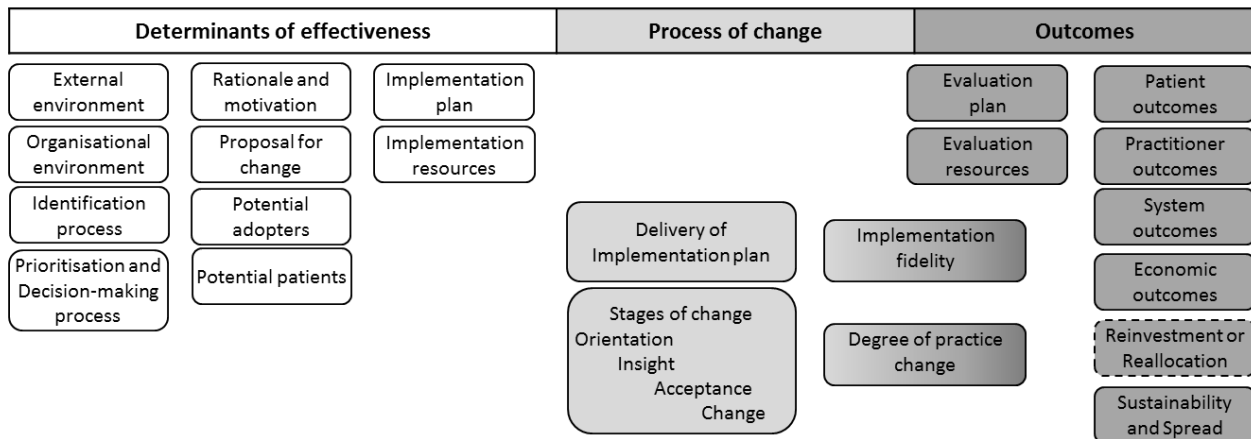 Determinants of effectiveness
Process of change
Outcomes
External
environment
Organisational
environment
Identification
process
Prioritisation and
Decision-making
process
Rationale and
motivation
Proposal for
change
Potential
adopters
Potential patients
Implementation
plan
Implementation
resources
Delivery of
Implementation plan
Stages of change
Orientation
Insight
Acceptance
Change
Implementation
fidelity
Degree of practice
change
Evaluation
plan
Evaluation
resources
Patient
outcomes
Practitioner
outcomes
System
outcomes
Economic
outcomes
Reinvestment or
Reallocation
Sustainability
and Spread